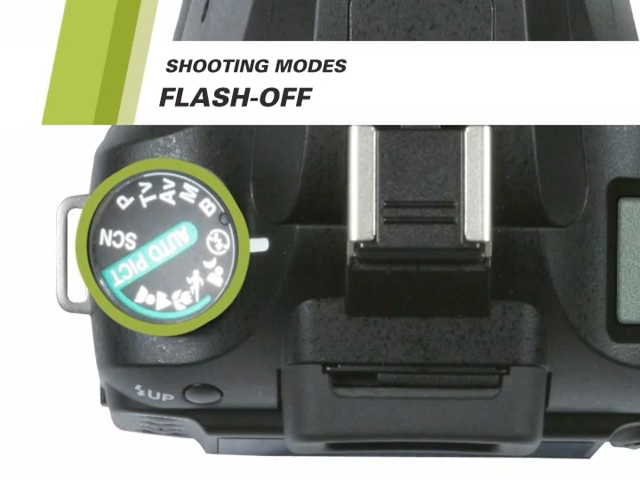 SHOOTING MODES
FLASH-OFF
P
Tv
Av
M
B
SCN
AUTO PICT
UP